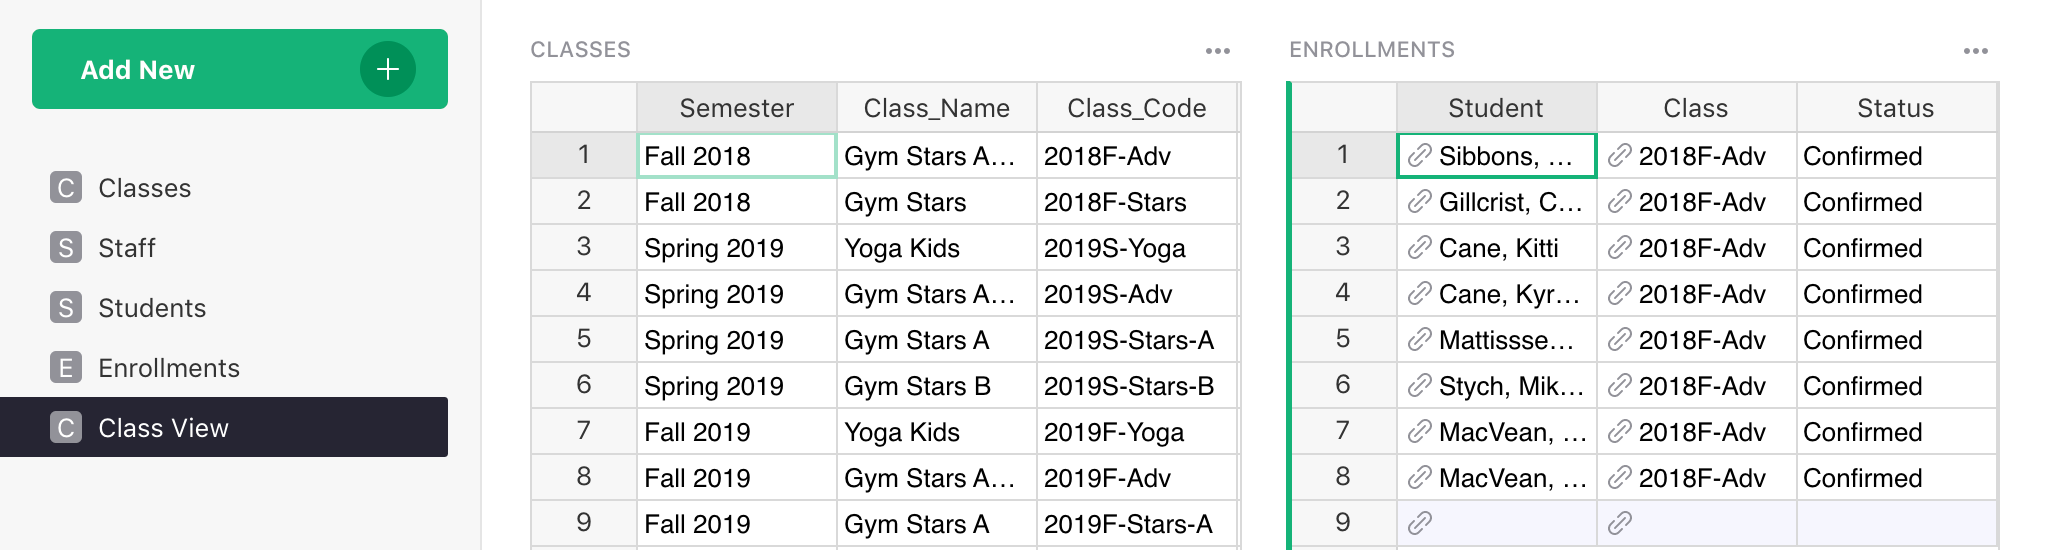 Add New
C Classes
S Staff
S Students
E Enrollments
C Class View
CLASSES
Semester Class_Name Class_Code
1 Fall 2018 Gym Stars A… 2018F-Adv
2 Fall 2018 Gym Stars 2018F-Stars
3 Spring 2019 Yoga Kids 2019S-Yoga
4 Spring 2019 Gym Stars A… 2019S-Adv
5 Spring 2019 Gym Stars A 2019S-Stars-A
6 Spring 2019 Gym Stars B 2019S-Stars-B
7 Fall 2019 Yoga Kids 2019F-Yoga
8 Fall 2019 Gym Stars A… 2019F-Adv
9 Fall 2019 Gym Stars A 2019F-Stars-A
ENROLLMENTS
Student Class Status
1 Sibbons, … 2018F-Adv Confirmed
2 Gillcrist, C… 2018F-Adv Confirmed
3 Cane, Kitti 2018F-Adv Confirmed
4 Cane, Kyr… 2018F-Adv Confirmed
5 Mattissse… 2018F-Adv Confirmed
6 Stych, Mik… 2018F-Adv Confirmed
7 MacVean, … 2018F-Adv Confirmed
8 MacVean, … 2018F-Adv Confirmed
9